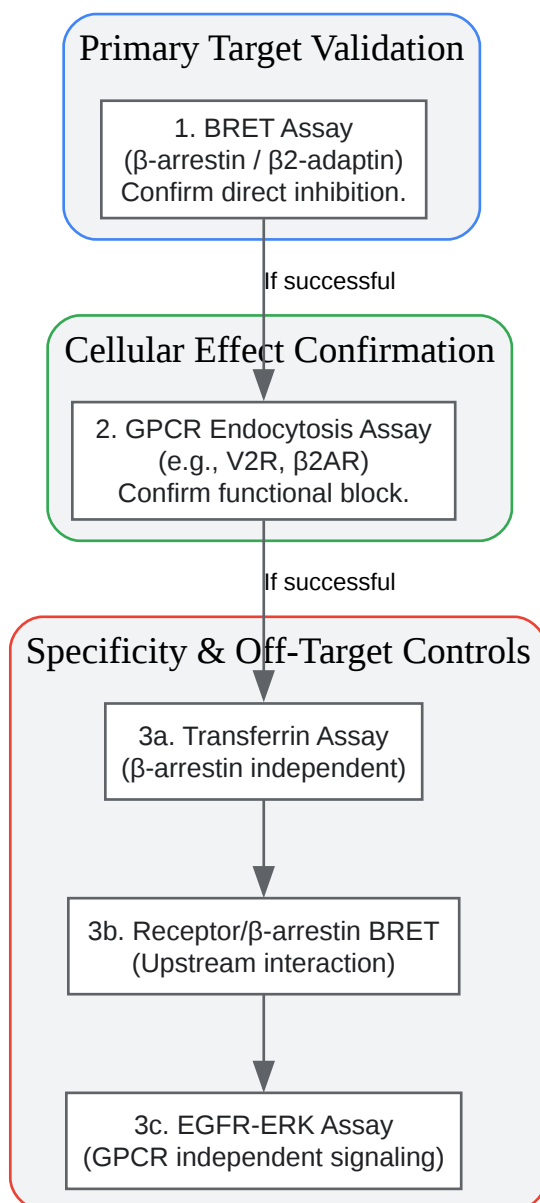 Primary Target Validation
1. BRET Assay
(β-arrestin / β2-adaptin)
Confirm direct inhibition.
If successful
Cellular Effect Confirmation
2. GPCR Endocytosis Assay
(e.g., V2R, β2AR)
Confirm functional block.
If successful
Specificity & Off-Target Controls
3a. Transferrin Assay
(β-arrestin independent)
3b. Receptor/β-arrestin BRET
(Upstream interaction)
3c. EGFR-ERK Assay
(GPCR independent signaling)